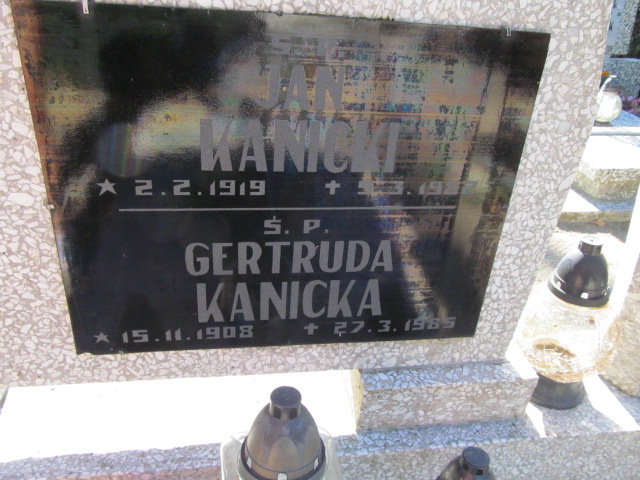 JAN
KANICKI
★ 2.2.1919 ✝
Ś. P.
GERTRUDA
KANICKA
★ 15.11.1908 ✝ 27.3.1985